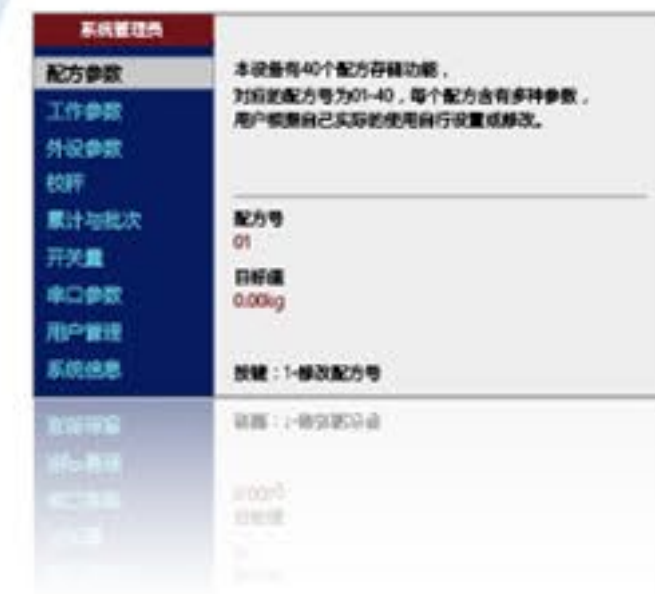 系统管理员
配方参数
工作参数
外设参数
校秤
累计与批次
开关量
串口参数
用户管理
系统信息
本设备有40个配方存储功能，
对应的配方号为01-40，每个配方含有多种参数，
用户根据自己实际的使用自行设置或修改。
配方号
01
目标值
0.00kg
按键：1-修改配方号